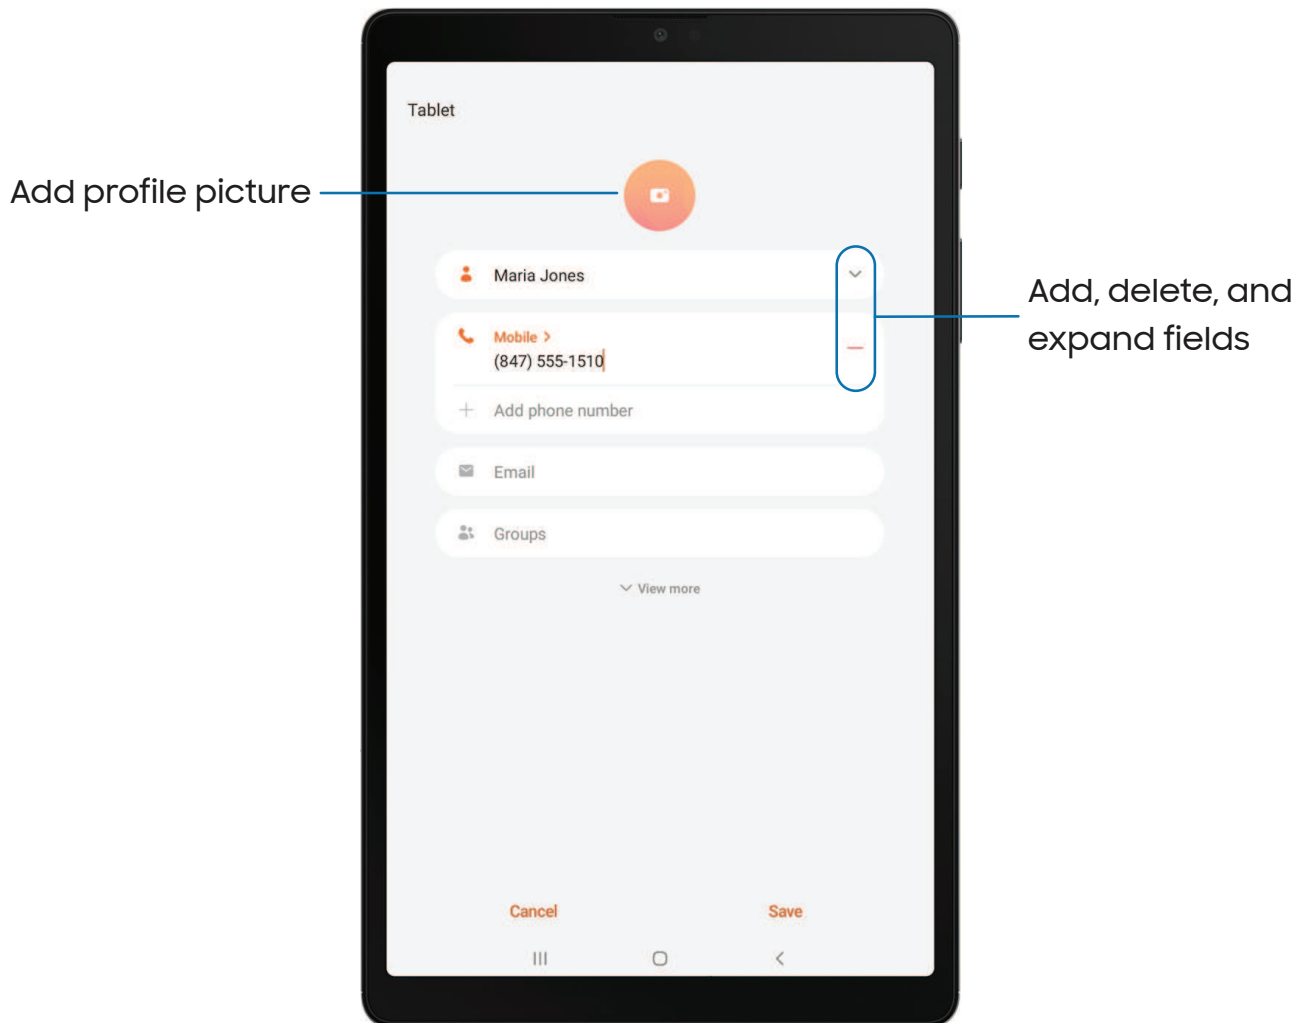 Tablet
Add profile picture
Maria Jones
Add, delete, and
expand fields
Mobile >
(847) 555-1510
Add phone number
Email
Groups
View more
Cancel
Save